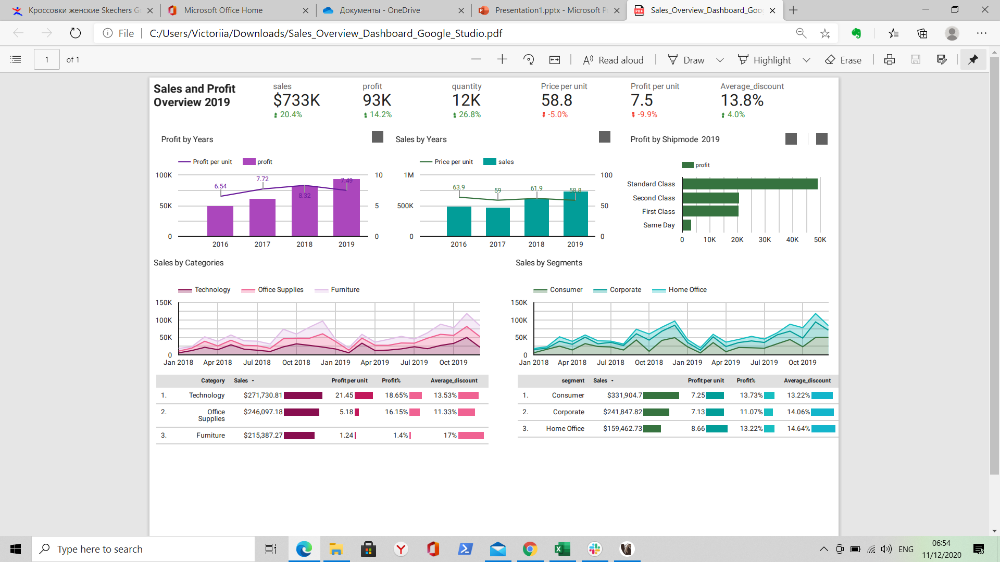 Кроссовки женские Skechers G
Microsoft Office Home
Документы - OneDrive
Presentation1.pptx - Microsoft P
Sales_Overview_Dashboard_Goo
File
C:/Users/Victoriia/Downloads/Sales_Overview_Dashboard_Google_Studio.pdf
1 of 1
Read aloud
Draw
Highlight
Erase
Sales and Profit
Overview 2019
sales
$733K
20.4%
profit
93K
14.2%
quantity
12K
26.8%
Price per unit
58.8
-5.0%
Profit per unit
7.5
-9.9%
Average_discount
13.8%
4.0%
Profit by Years
Profit per unit profit
100K 10
50K 5
0 0
6.54 7.72 8.32 7.49
2016 2017 2018 2019
Sales by Years
Price per unit sales
1M 100
500K 50
0 0
63.9 59 61.9 58.8
2016 2017 2018 2019
Profit by Shipmode 2019
profit
Standard Class
Second Class
First Class
Same Day
0 10K 20K 30K 40K 50K
Sales by Categories
Technology Office Supplies Furniture
150K
100K
50K
0
Jan 2018 Apr 2018 Jul 2018 Oct 2018 Jan 2019 Apr 2019 Jul 2019 Oct 2019
Category Sales Profit per unit Profit% Average_discount
1. Technology $271,730.81 21.45 18.65% 13.53%
2. Office Supplies $246,097.18 5.18 16.15% 11.33%
3. Furniture $215,387.27 1.24 1.4% 17%
Sales by Segments
Consumer Corporate Home Office
150K
100K
50K
0
Jan 2018 Apr 2018 Jul 2018 Oct 2018 Jan 2019 Apr 2019 Jul 2019 Oct 2019
segment Sales Profit per unit Profit% Average_discount
1. Consumer $331,904.7 7.25 13.73% 13.22%
2. Corporate $241,847.82 7.13 11.07% 14.06%
3. Home Office $159,462.73 8.66 13.22% 14.64%
Type here to search
ENG
06:54
11/12/2020